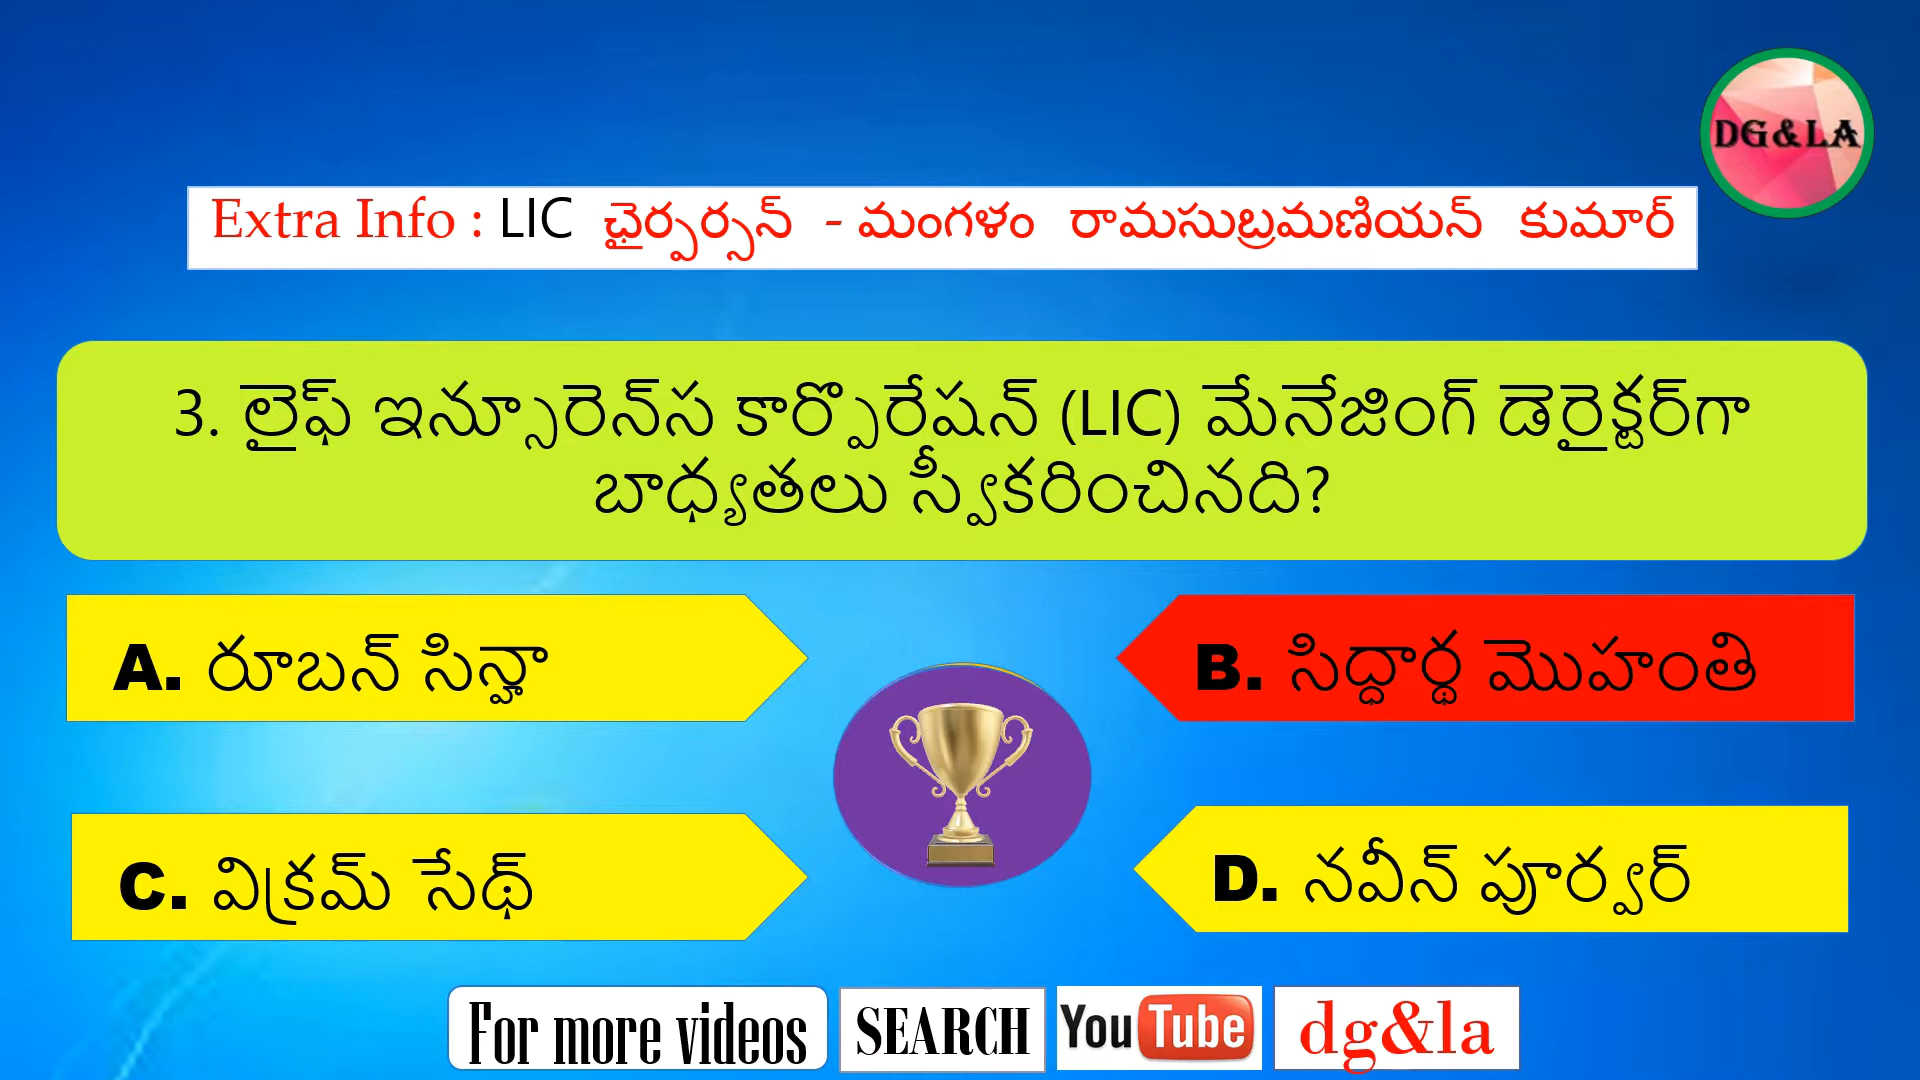 DG&LA
Extra Info : LIC ఛైర్పర్సన్ - మంగళం రామసుబ్రమణియన్ కుమార్
3. లైఫ్ ఇన్సూరెన్‌స కార్పొరేషన్ (LIC) మేనేజింగ్ డెరైక్టర్‌గా
బాధ్యతలు స్వీకరించినది?
A. రూబన్ సిన్హా
B. సిద్ధార్థ మొహంతి
C. విక్రమ్ సేథ్
D. నవీన్ పూర్వర్
For more videos SEARCH YouTube dg&la